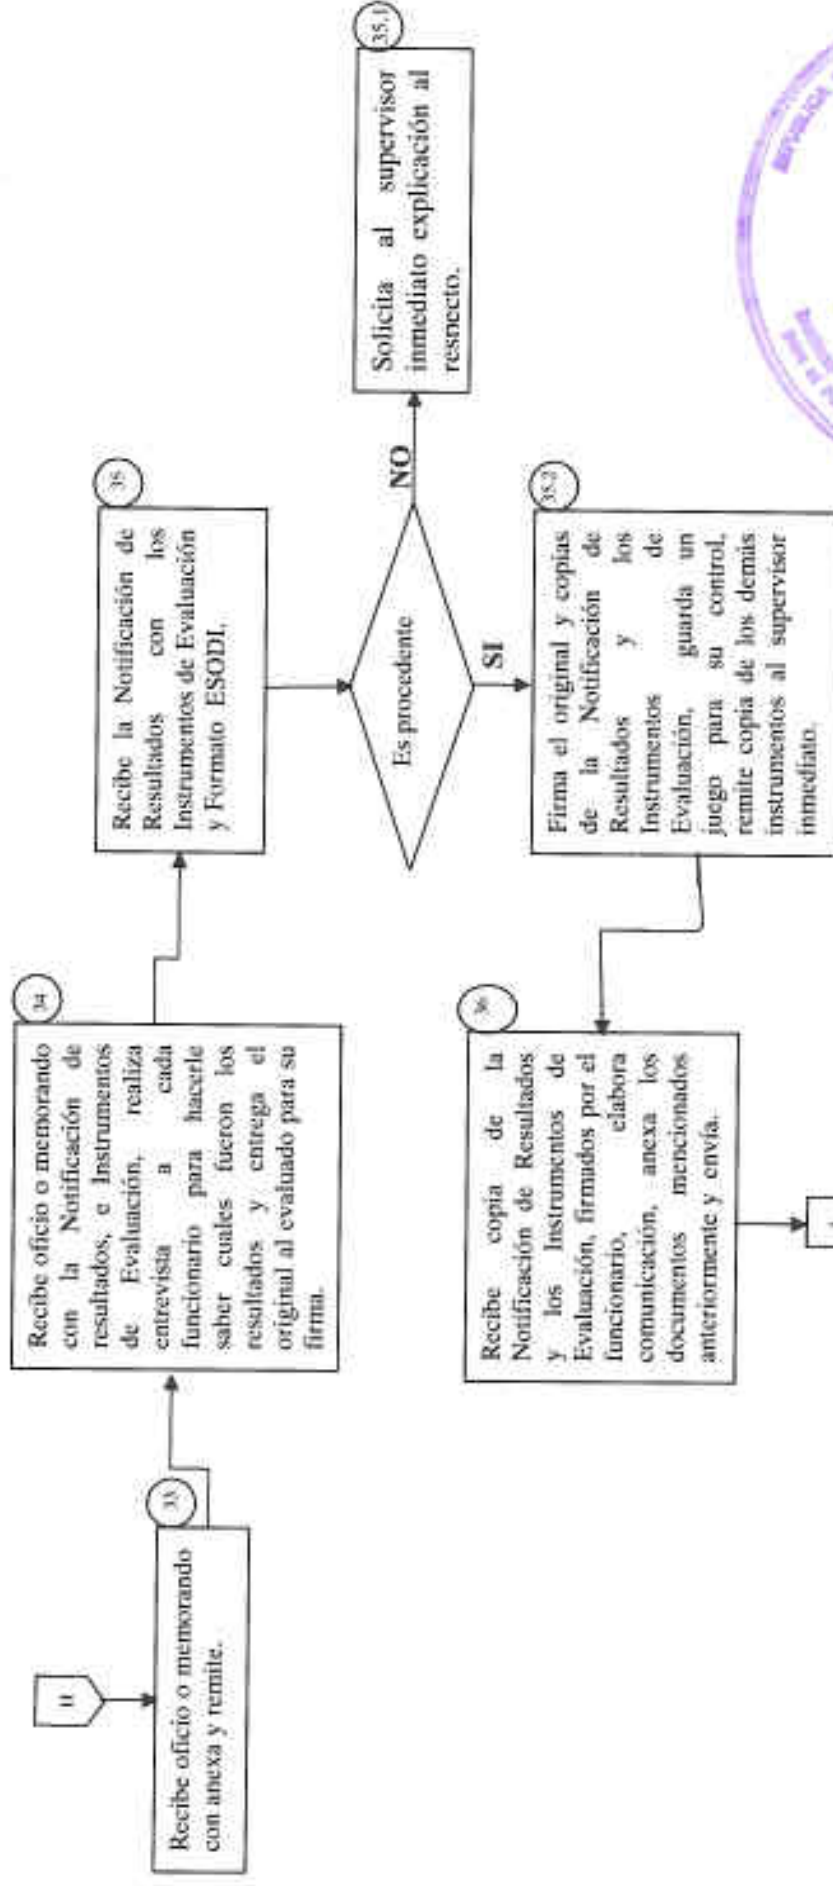 H
33
Recibe oficio o memorando
con anexa y remite.
34
Recibe oficio o memorando
con la Notificación de
resultados, e Instrumentos
de Evaluación, realiza
entrevista a cada
funcionario para hacerle
saber cuales fueron los
resultados y entrega el
original al evaluado para su
firma.
35
Recibe la Notificación de
Resultados con los
Instrumentos de Evaluación
y Formato ESODI.
Es procedente
NO
35.1
Solicita al supervisor
inmediato explicación al
respecto.
SI
35.2
Firma el original y copias
de la Notificación de
Resultados y los
Instrumentos de
Evaluación, guarda un
juego para su control,
remite copia de los demás
instrumentos al supervisor
inmediato.
36
Recibe copia de la
Notificación de Resultados
y los Instrumentos de
Evaluación, firmados por el
funcionario, elabora
comunicación, anexa los
documentos mencionados
anteriormente y envía.